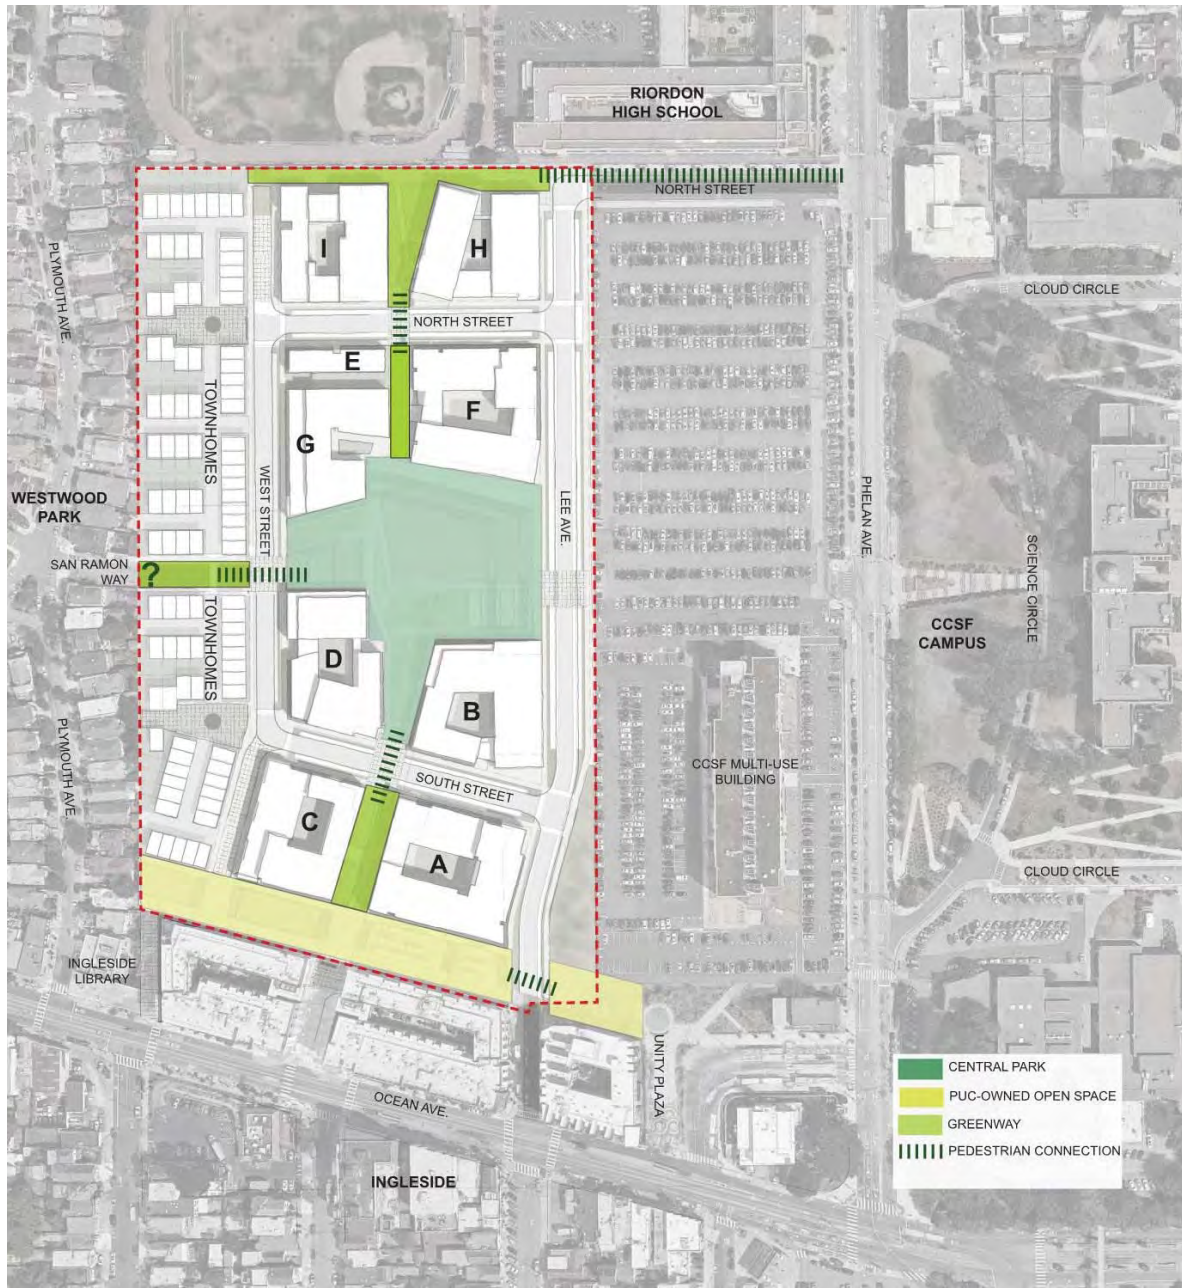 RIORDON
HIGH SCHOOL
NORTH STREET
I
H
PLYMOUTH AVE.
CLOUD CIRCLE
NORTH STREET
E
TOWNHOMES
F
G
WEST STREET
LEE AVE.
PHELAN AVE.
WESTWOOD
PARK
SAN RAMON
WAY
?
SCIENCE CIRCLE
CCSF
CAMPUS
TOWNHOMES
D
B
PLYMOUTH AVE.
SOUTH STREET
CCSF MULTI-USE
BUILDING
C
A
CLOUD CIRCLE
INGLESIDE
LIBRARY
UNITY PLAZA
OCEAN AVE.
INGLESIDE
CENTRAL PARK
PUC-OWNED OPEN SPACE
GREENWAY
PEDESTRIAN CONNECTION